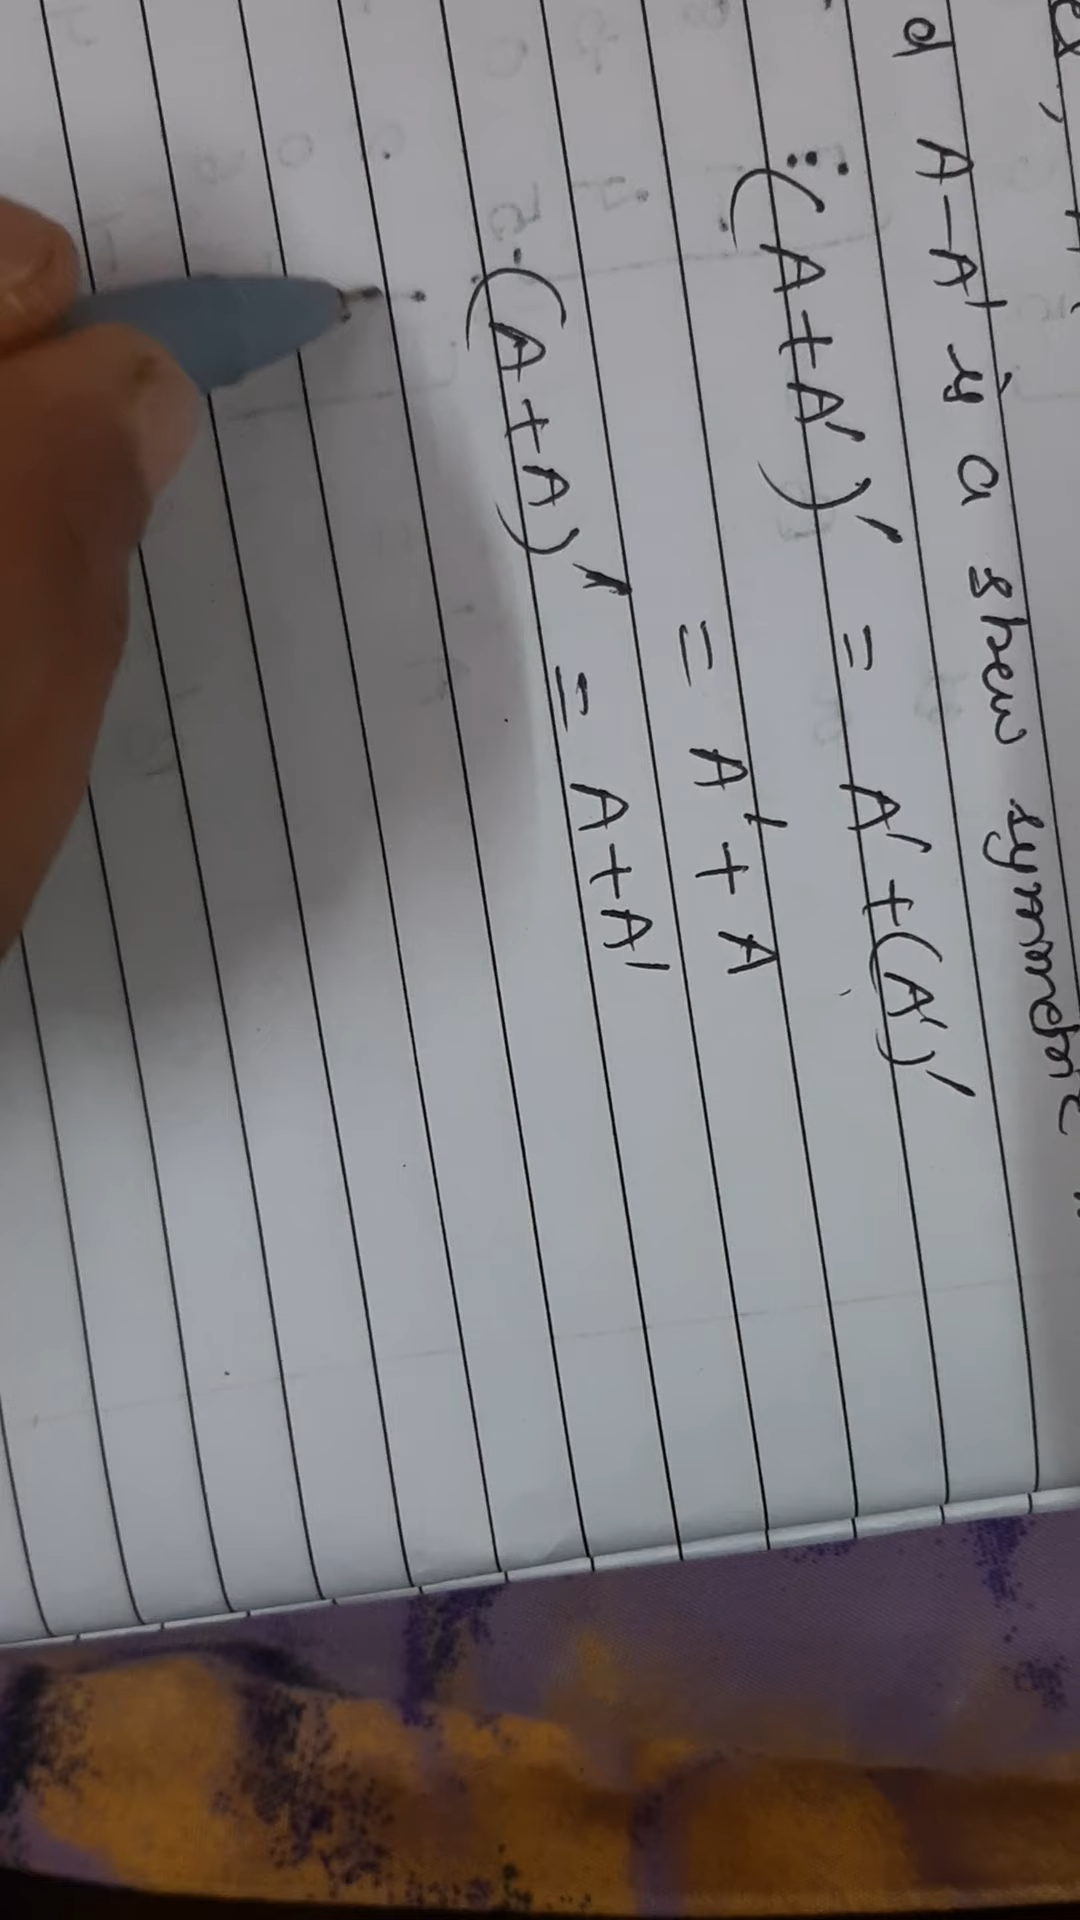 d A-A' is a skew symmetric
∵ (A+A')' = A'+(A')'
= A'+A
(A+A)' = A+A'
∴